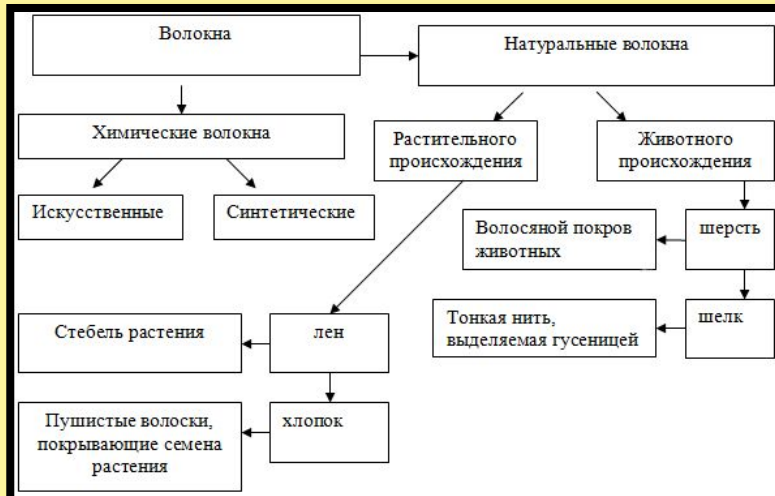 Волокна
Натуральные волокна
Химические волокна
Растительного
происхождения
Животного
происхождения
Искусственные
Синтетические
Волосяной покров
животных
шерсть
Тонкая нить,
выделяемая гусеницей
шелк
Стебель растения
лен
Пушистые волоски,
покрывающие семена
растения
хлопок